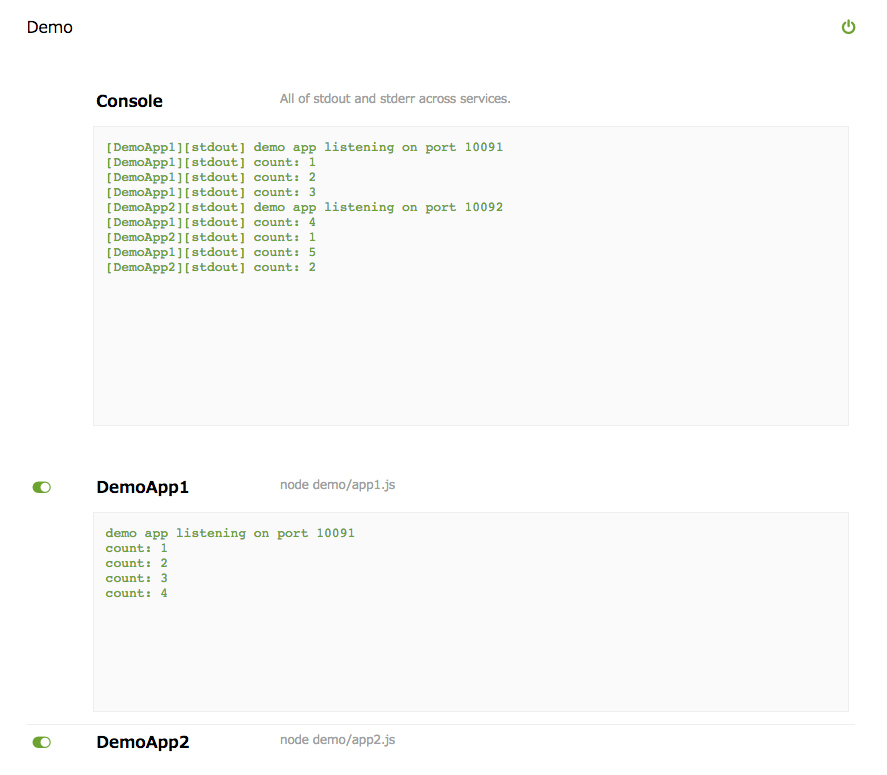 Demo
Console
All of stdout and stderr across services.
[DemoApp1][stdout] demo app listening on port 10091
[DemoApp1][stdout] count: 1
[DemoApp1][stdout] count: 2
[DemoApp1][stdout] count: 3
[DemoApp2][stdout] demo app listening on port 10092
[DemoApp1][stdout] count: 4
[DemoApp2][stdout] count: 1
[DemoApp1][stdout] count: 5
[DemoApp2][stdout] count: 2
DemoApp1
node demo/app1.js
demo app listening on port 10091
count: 1
count: 2
count: 3
count: 4
DemoApp2
node demo/app2.js